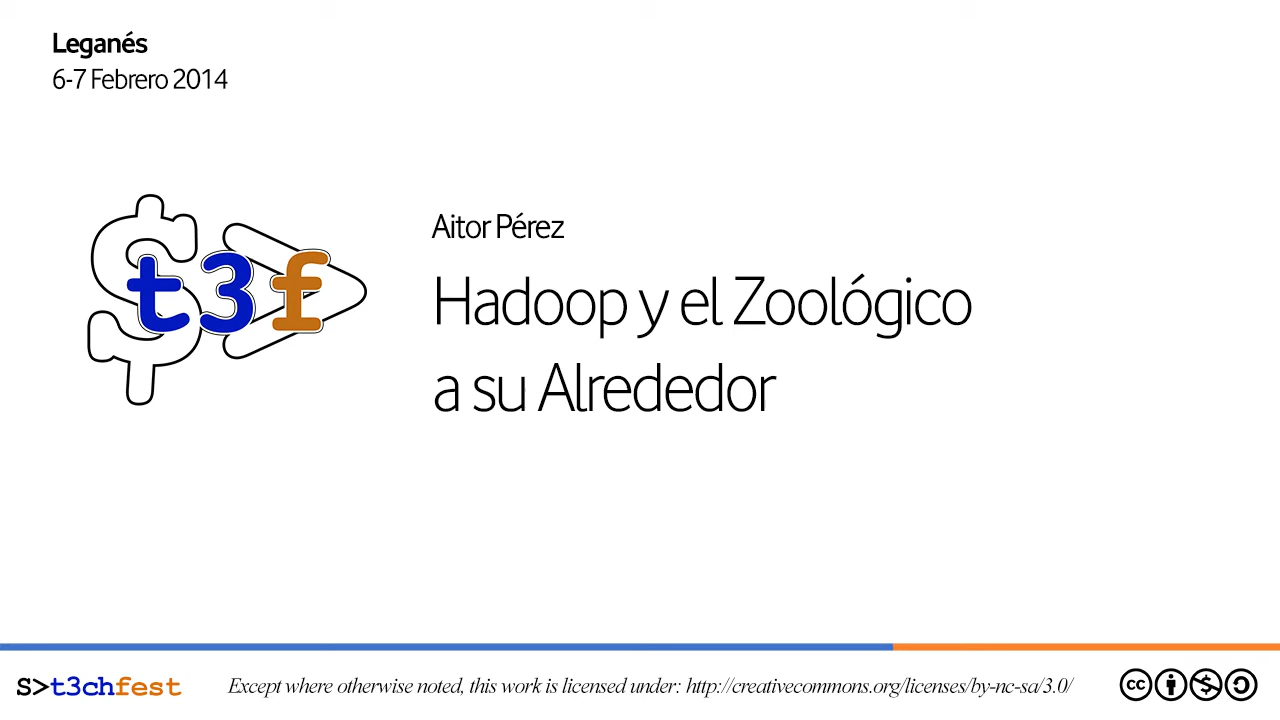 Leganés
6-7 Febrero 2014
$>
t3f
Aitor Pérez
Hadoop y el Zoológico
a su Alrededor
S>t3chfest
Except where otherwise noted, this work is licensed under: http://creativecommons.org/licenses/by-nc-sa/3.0/
cc